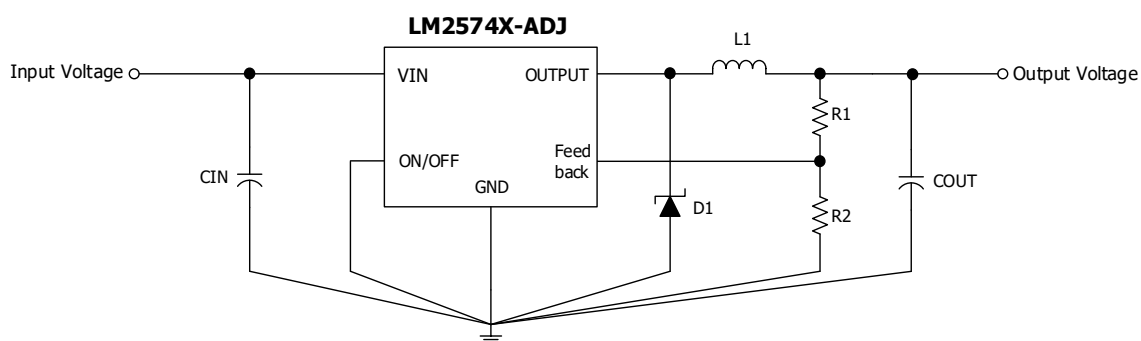 LM2574X-ADJ
L1
Input Voltage
VIN
OUTPUT
Output Voltage
R1
ON/OFF
Feed
back
CIN
GND
COUT
D1
R2